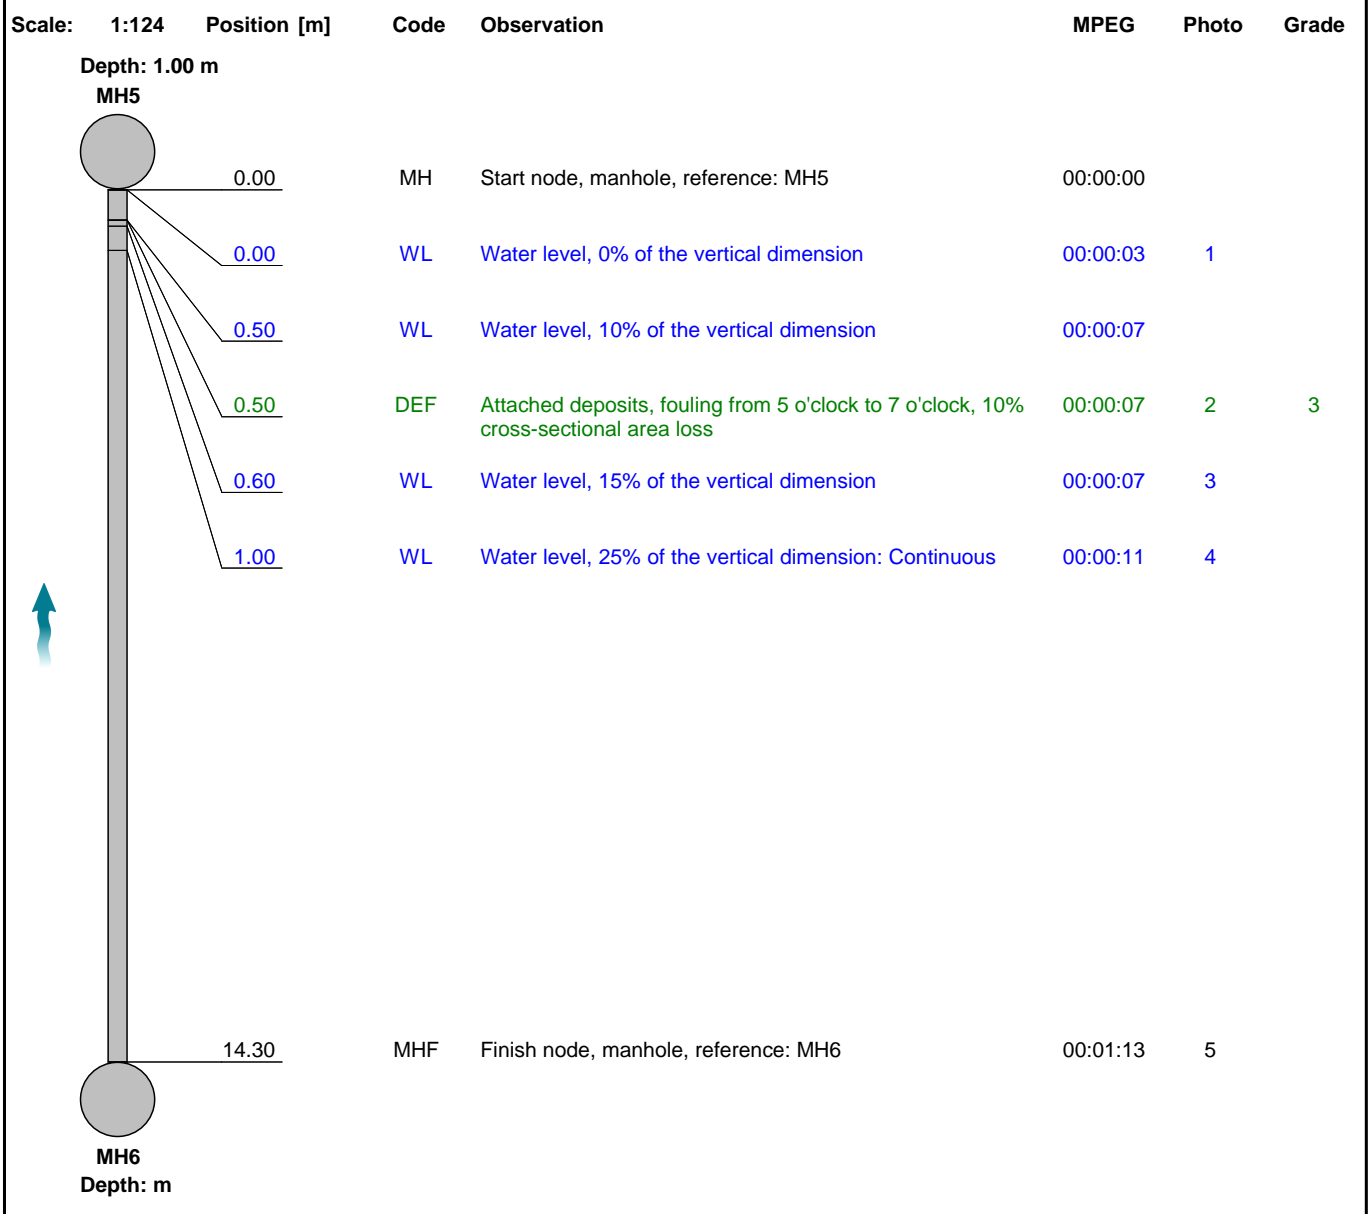 Scale: 1:124 Position [m] Code Observation MPEG Photo Grade
Depth: 1.00 m
MH5
0.00 MH Start node, manhole, reference: MH5 00:00:00
0.00 WL Water level, 0% of the vertical dimension 00:00:03 1
0.50 WL Water level, 10% of the vertical dimension 00:00:07
0.50 DEF Attached deposits, fouling from 5 o'clock to 7 o'clock, 10% 00:00:07 2 3
cross-sectional area loss
0.60 WL Water level, 15% of the vertical dimension 00:00:07 3
1.00 WL Water level, 25% of the vertical dimension: Continuous 00:00:11 4
14.30 MHF Finish node, manhole, reference: MH6 00:01:13 5
MH6
Depth: m